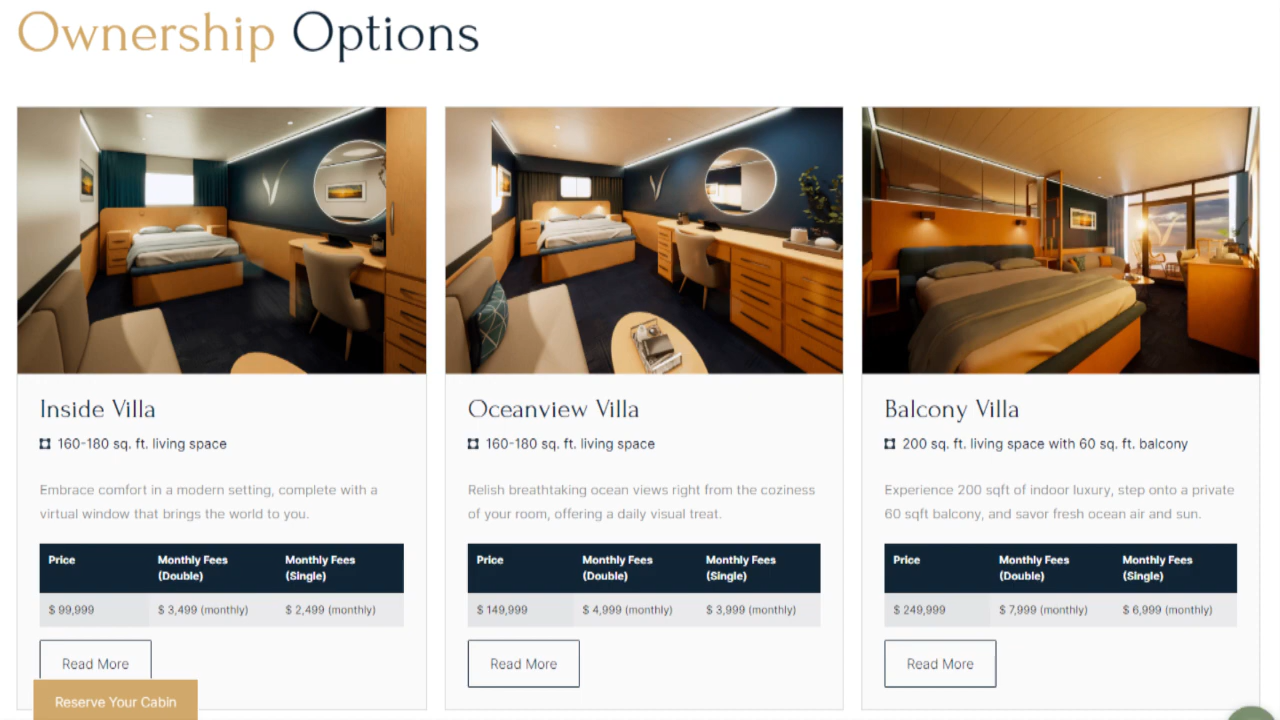 Ownership Options
Inside Villa
160-180 sq. ft. living space
Embrace comfort in a modern setting, complete with a
virtual window that brings the world to you.
Price Monthly Fees (Double) Monthly Fees (Single)
$ 99,999 $ 3,499 (monthly) $ 2,499 (monthly)
Read More
Reserve Your Cabin
Oceanview Villa
160-180 sq. ft. living space
Relish breathtaking ocean views right from the coziness
of your room, offering a daily visual treat.
Price Monthly Fees (Double) Monthly Fees (Single)
$ 149,999 $ 4,999 (monthly) $ 3,999 (monthly)
Read More
Balcony Villa
200 sq. ft. living space with 60 sq. ft. balcony
Experience 200 sqft of indoor luxury, step onto a private
60 sqft balcony, and savor fresh ocean air and sun.
Price Monthly Fees (Double) Monthly Fees (Single)
$ 249,999 $ 7,999 (monthly) $ 6,999 (monthly)
Read More